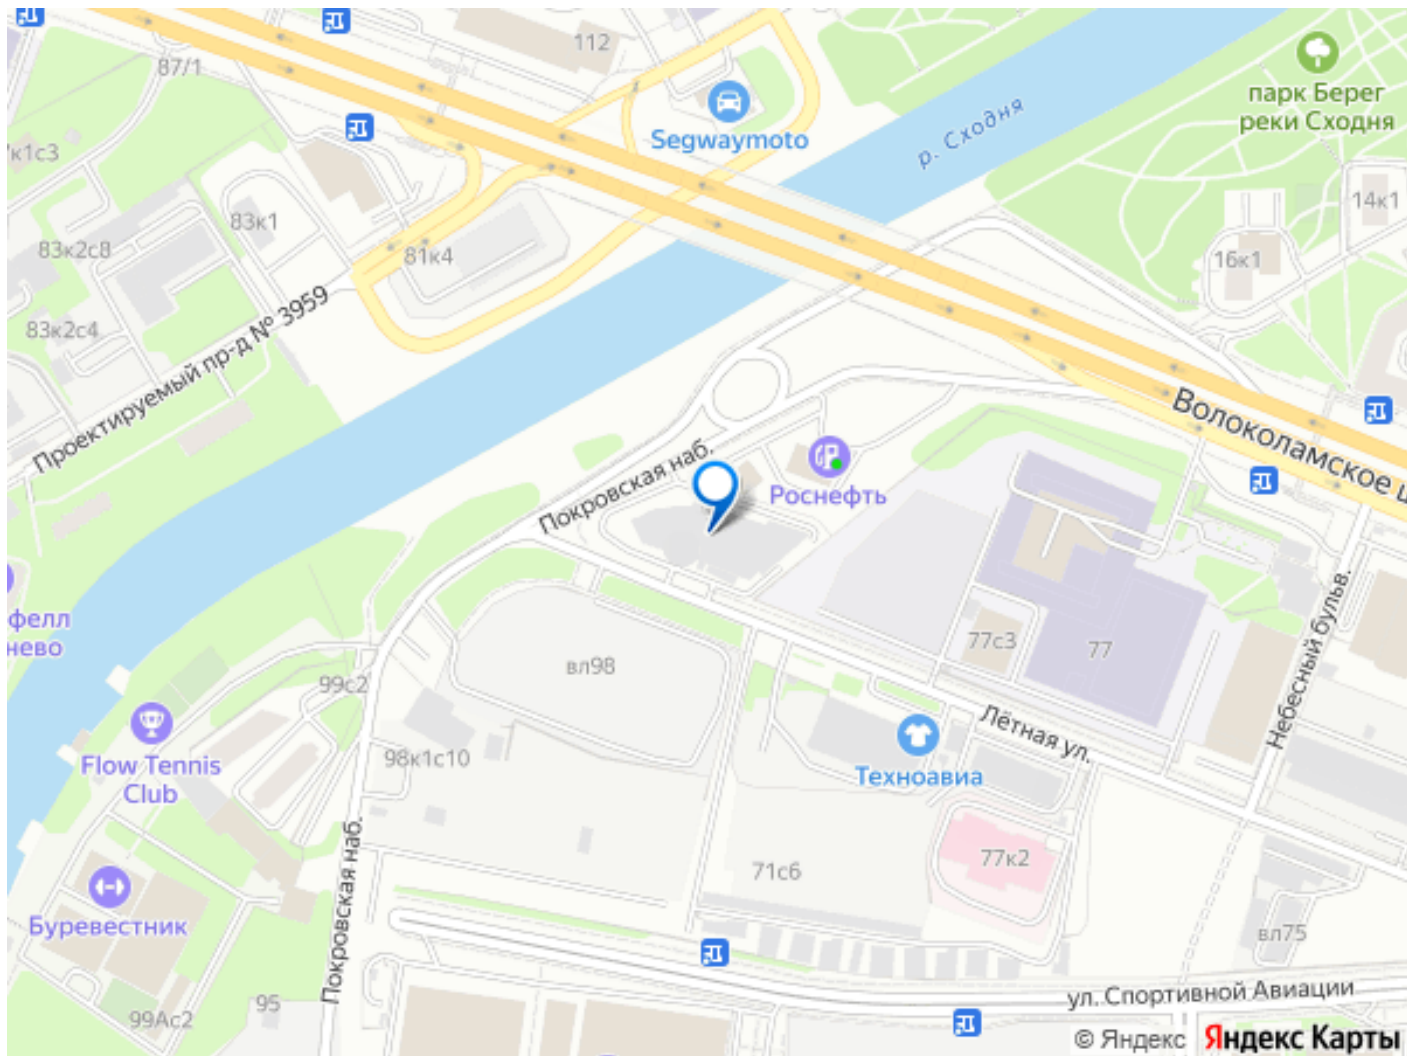 112
87/1
Segwaymoto
р. Сходня
парк Берег
реки Сходня
7к1с3
83к1
14к1
83к2с8
81к4
16к1
83к2с4
Проектируемый пр-д № 3959
Волоколамское ш
Покровская наб.
Роснефть
фелл
нево
Небесный бульв.
77с3
77
вл98
99с2
Лётная ул.
Flow Tennis
Club
98к1с10
Техноавиа
77к2
71с6
Покровская наб.
Буревестник
вл75
95
99Ас2
ул. Спортивной Авиации
© Яндекс Яндекс Карты